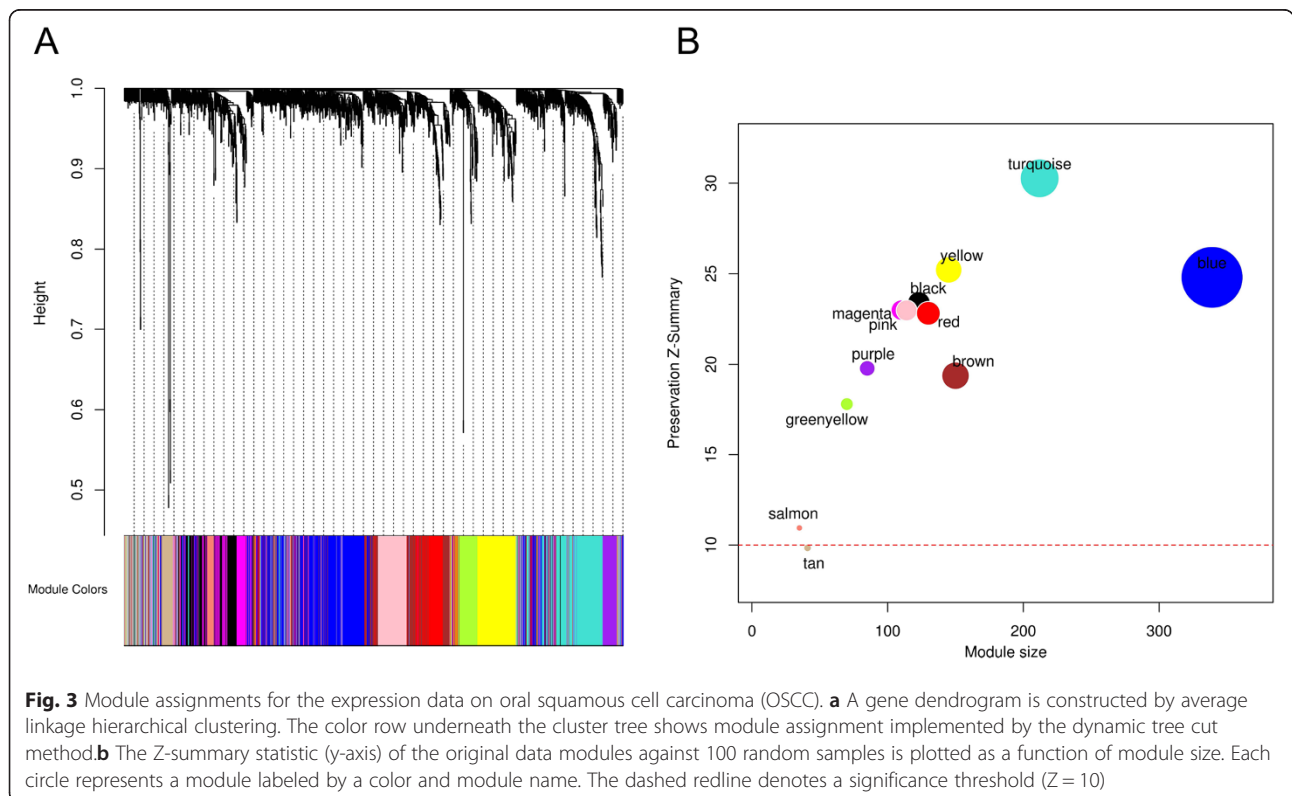 A
B
1.0
0.9
0.8
0.7
0.6
0.5
Height
Module Colors
30
25
20
15
10
Preservation Z-Summary
turquoise
yellow
blue
black
magenta
pink
red
purple
brown
greenyellow
salmon
tan
0
100
200
300
Module size
Fig. 3 Module assignments for the expression data on oral squamous cell carcinoma (OSCC). a A gene dendrogram is constructed by average
linkage hierarchical clustering. The color row underneath the cluster tree shows module assignment implemented by the dynamic tree cut
method.b The Z-summary statistic (y-axis) of the original data modules against 100 random samples is plotted as a function of module size. Each
circle represents a module labeled by a color and module name. The dashed redline denotes a significance threshold (Z = 10)